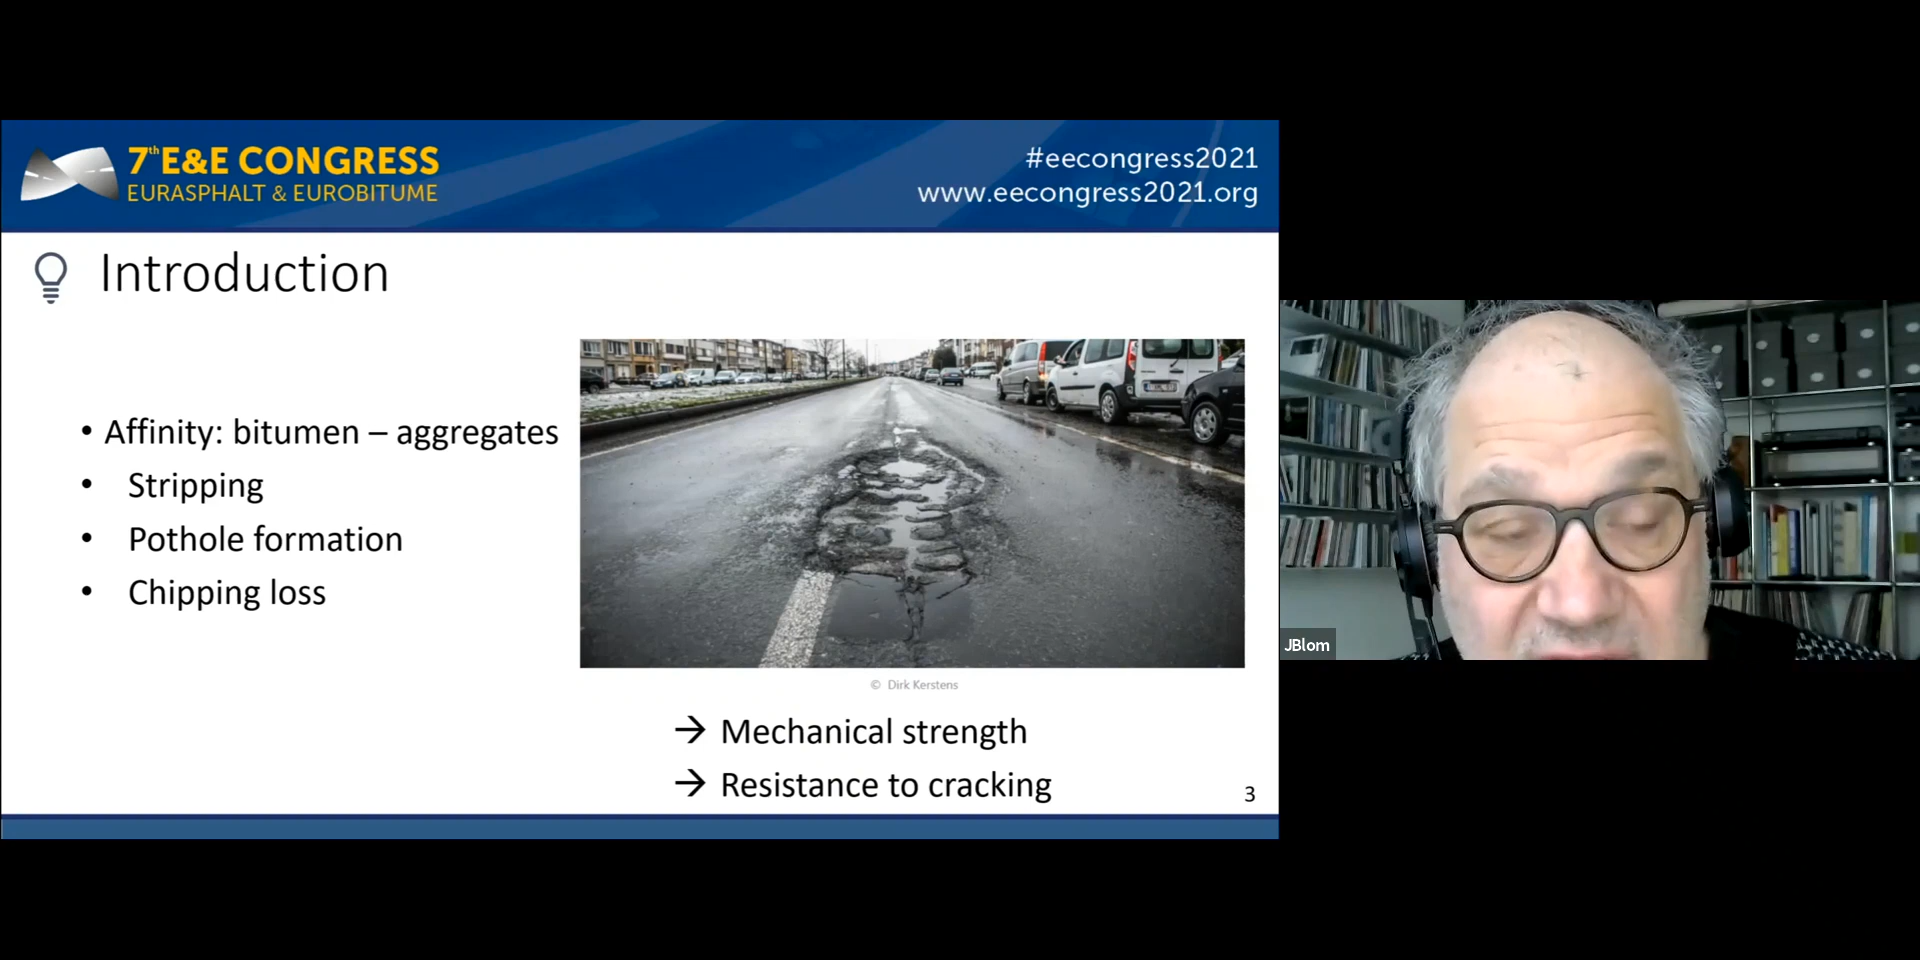 7th E&E CONGRESS
EURASPHALT & EUROBITUME
#eecongress2021
www.eecongress2021.org
Introduction
• Affinity: bitumen – aggregates
• Stripping
• Pothole formation
• Chipping loss
© Dirk Kerstens
→ Mechanical strength
→ Resistance to cracking
3
JBlom